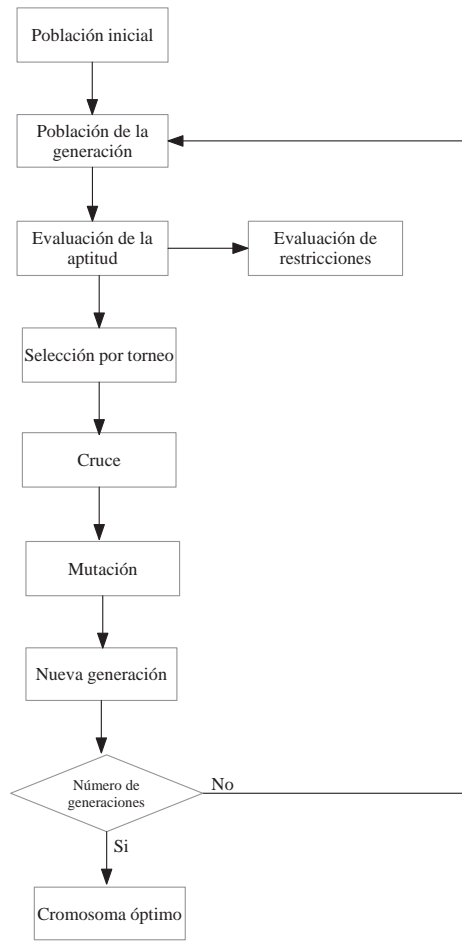 Población inicial
Población de la
generación
Evaluación de la
aptitud
Evaluación de
restricciones
Selección por torneo
Cruce
Mutación
Nueva generación
Número de
generaciones
No
Si
Cromosoma óptimo